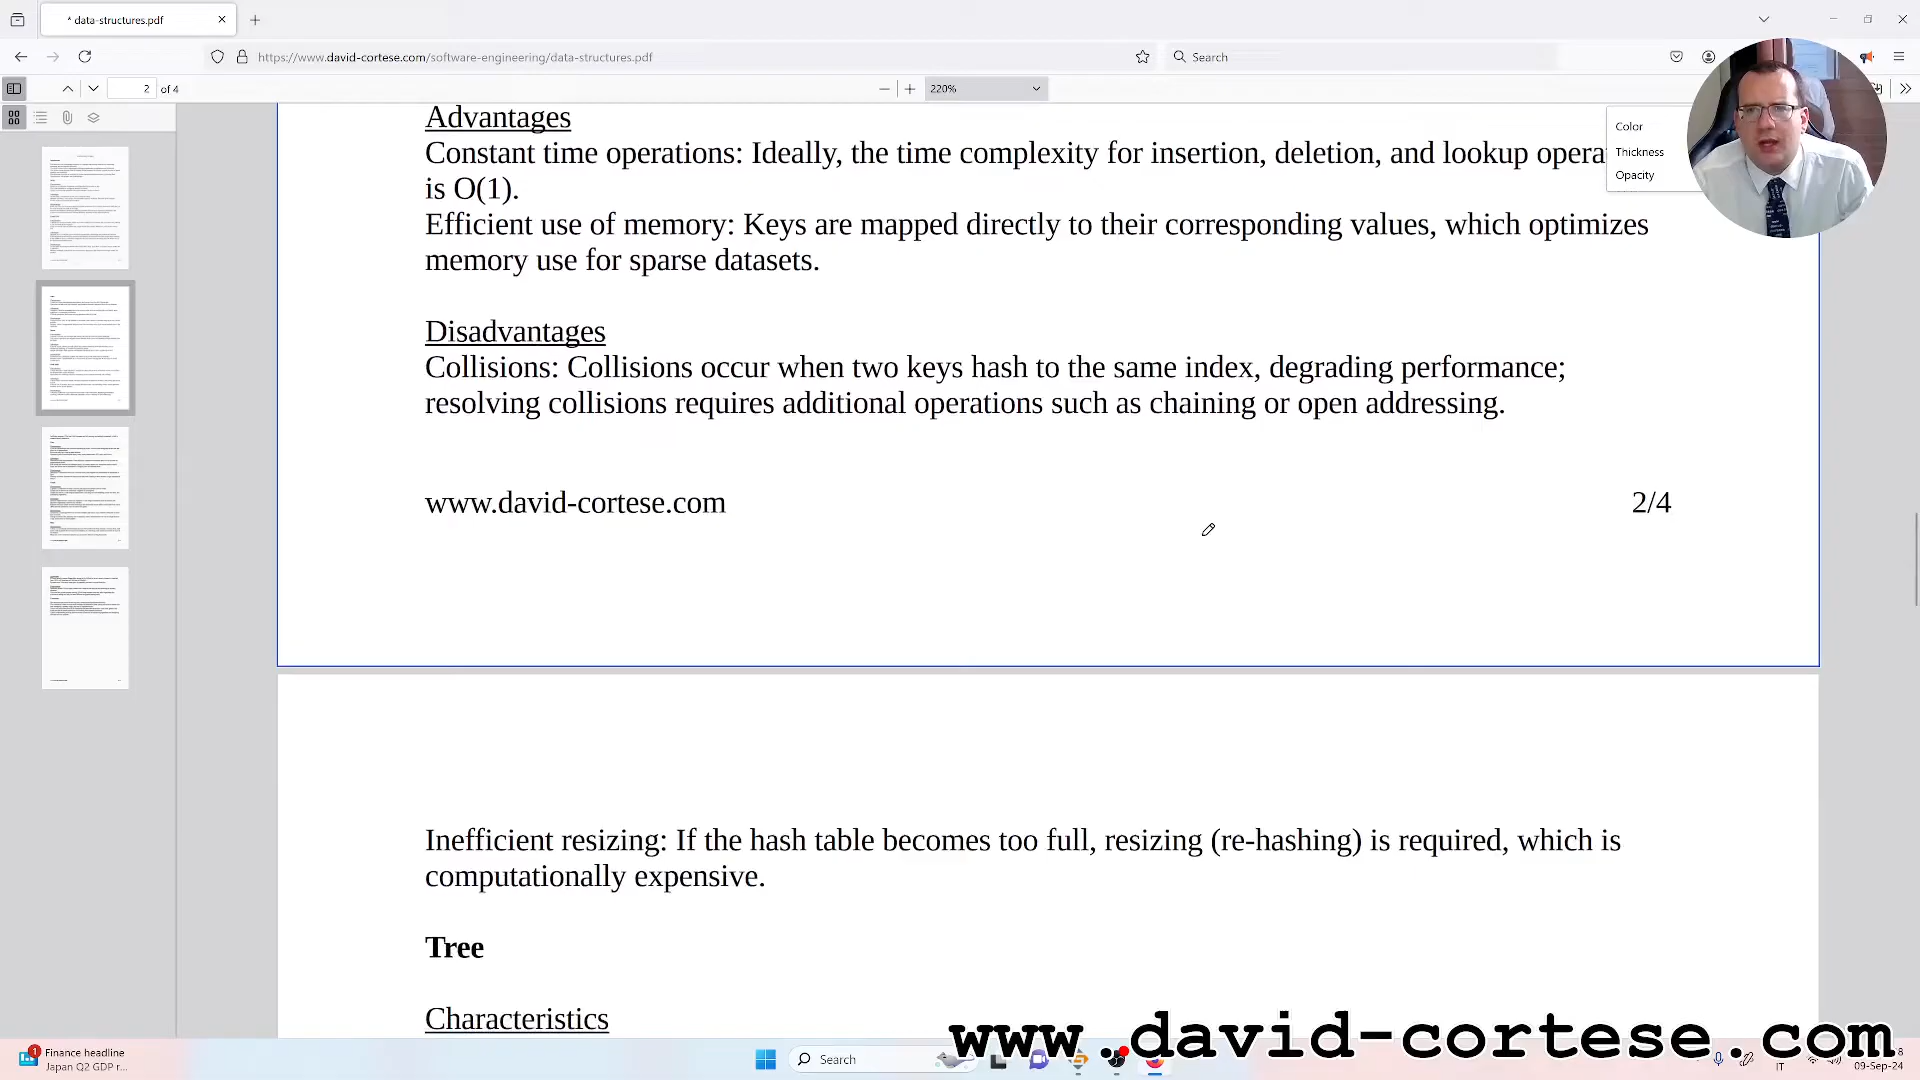 * data-structures.pdf
https://www.david-cortese.com/software-engineering/data-structures.pdf
Search
2 of 4
220%
Color
Thickness
Opacity
Advantages
Constant time operations: Ideally, the time complexity for insertion, deletion, and lookup opera
is O(1).
Efficient use of memory: Keys are mapped directly to their corresponding values, which optimizes
memory use for sparse datasets.
Disadvantages
Collisions: Collisions occur when two keys hash to the same index, degrading performance;
resolving collisions requires additional operations such as chaining or open addressing.
www.david-cortese.com 2/4
Inefficient resizing: If the hash table becomes too full, resizing (re-hashing) is required, which is
computationally expensive.
Tree
Characteristics
www.david-cortese.com
1
Finance headline
Japan Q2 GDP r...
Search
IT
09-Sep-24